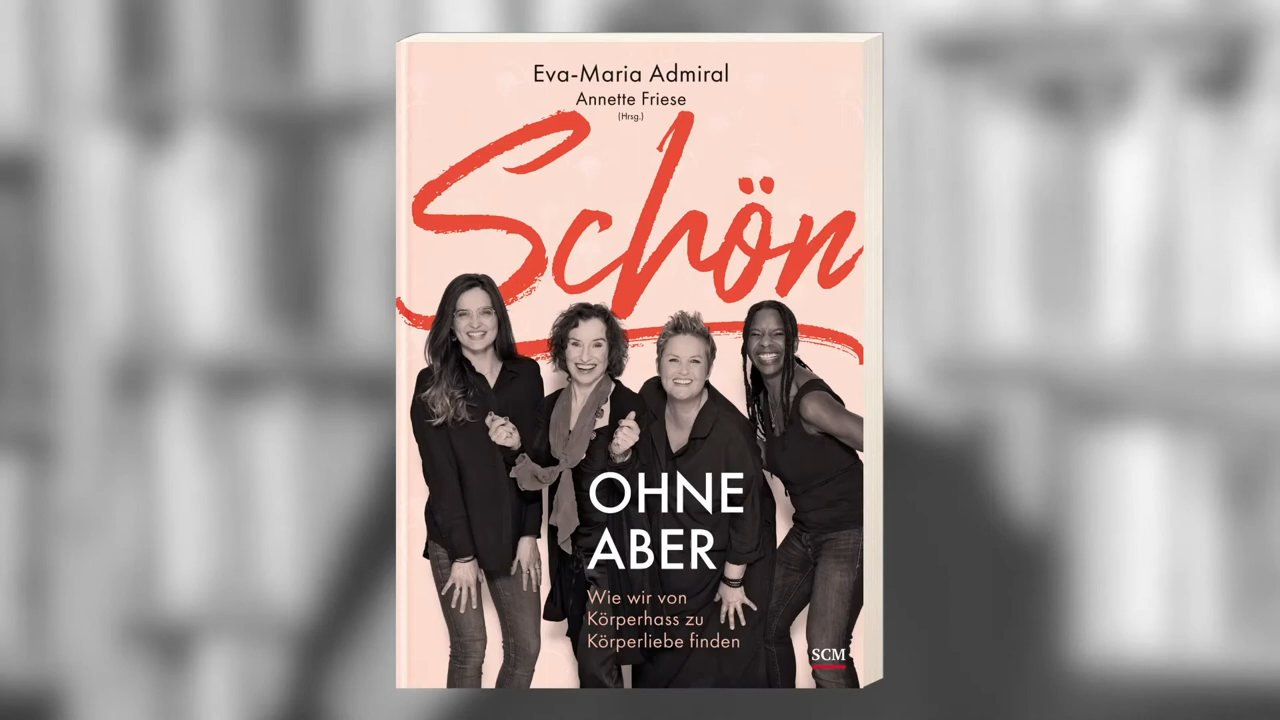 Eva-Maria Admiral
Annette Friese
(Hrsg.)
Schön
OHNE
ABER
Wie wir von
Körperhass zu
Körperliebe finden
SCM